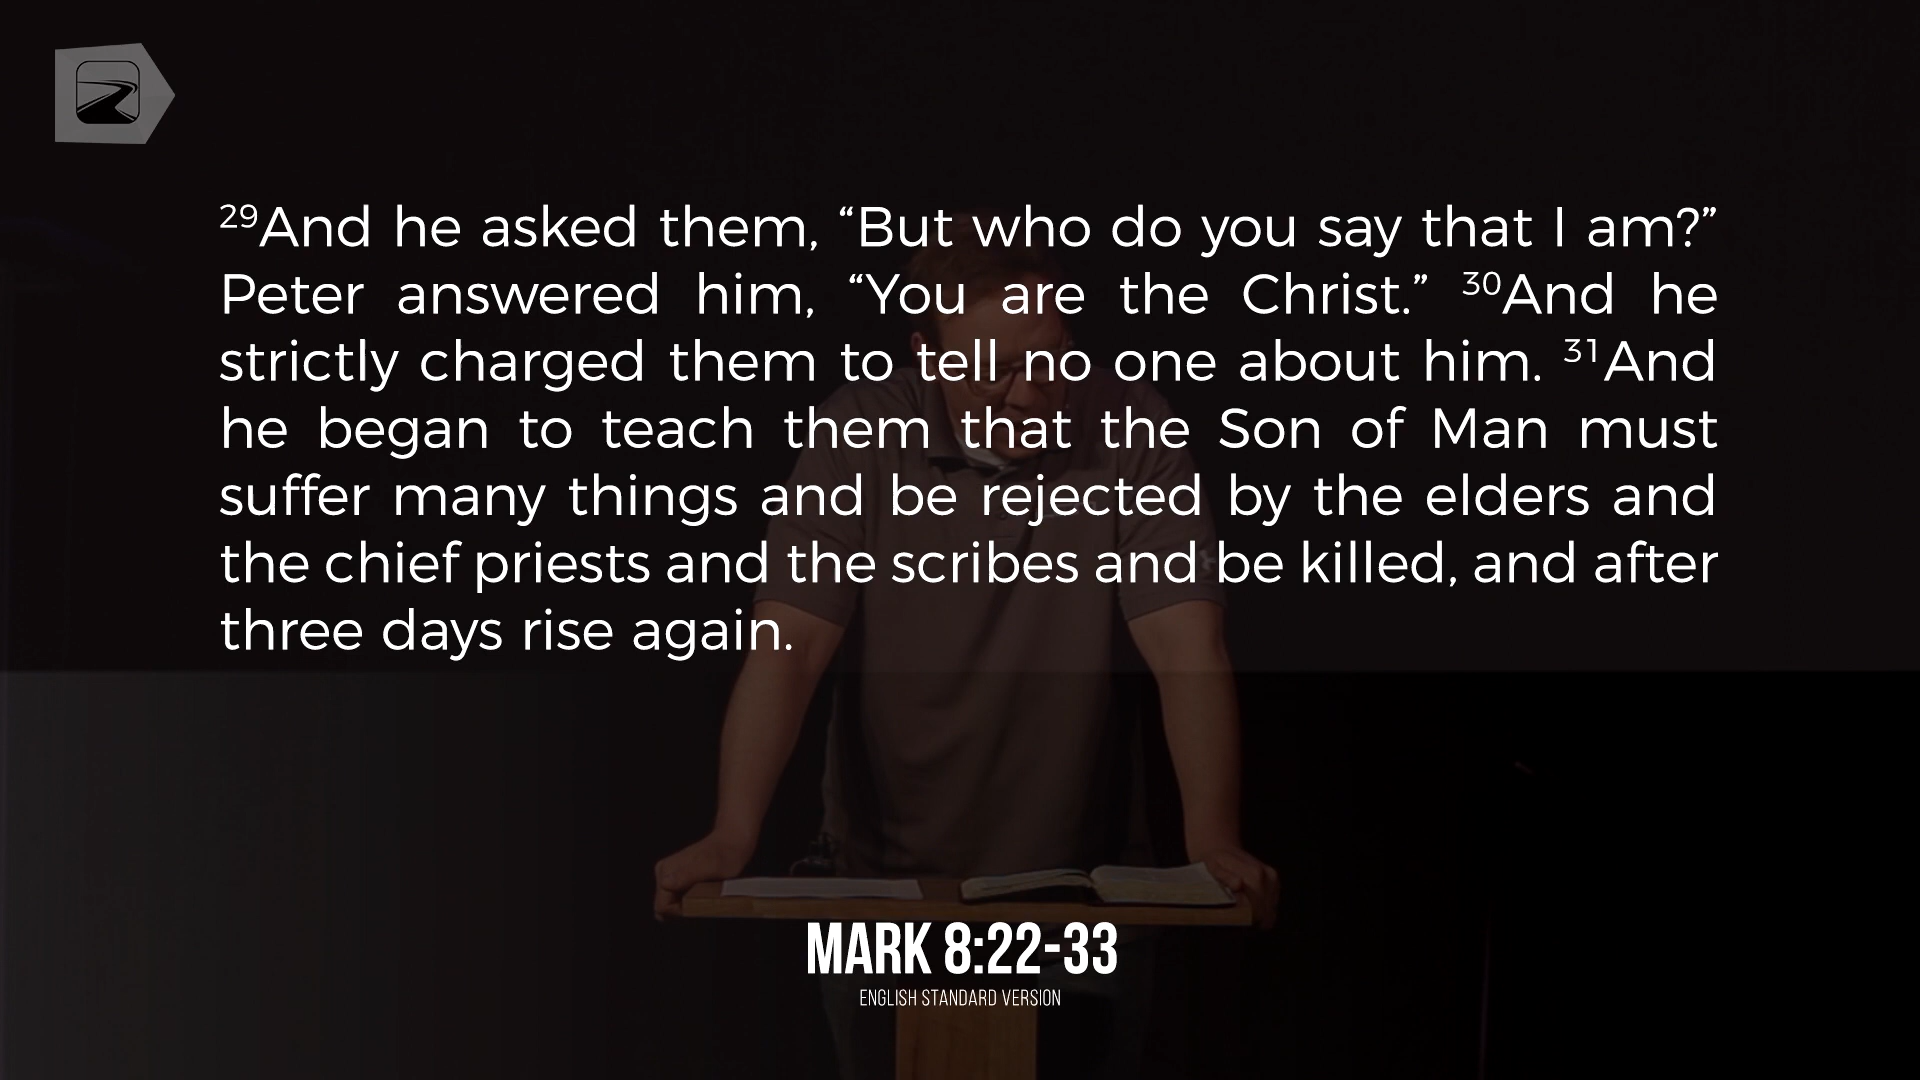 29And he asked them, “But who do you say that I am?”
Peter answered him, “You are the Christ.” 30And he
strictly charged them to tell no one about him. 31And
he began to teach them that the Son of Man must
suffer many things and be rejected by the elders and
the chief priests and the scribes and be killed, and after
three days rise again.
MARK 8:22-33
ENGLISH STANDARD VERSION